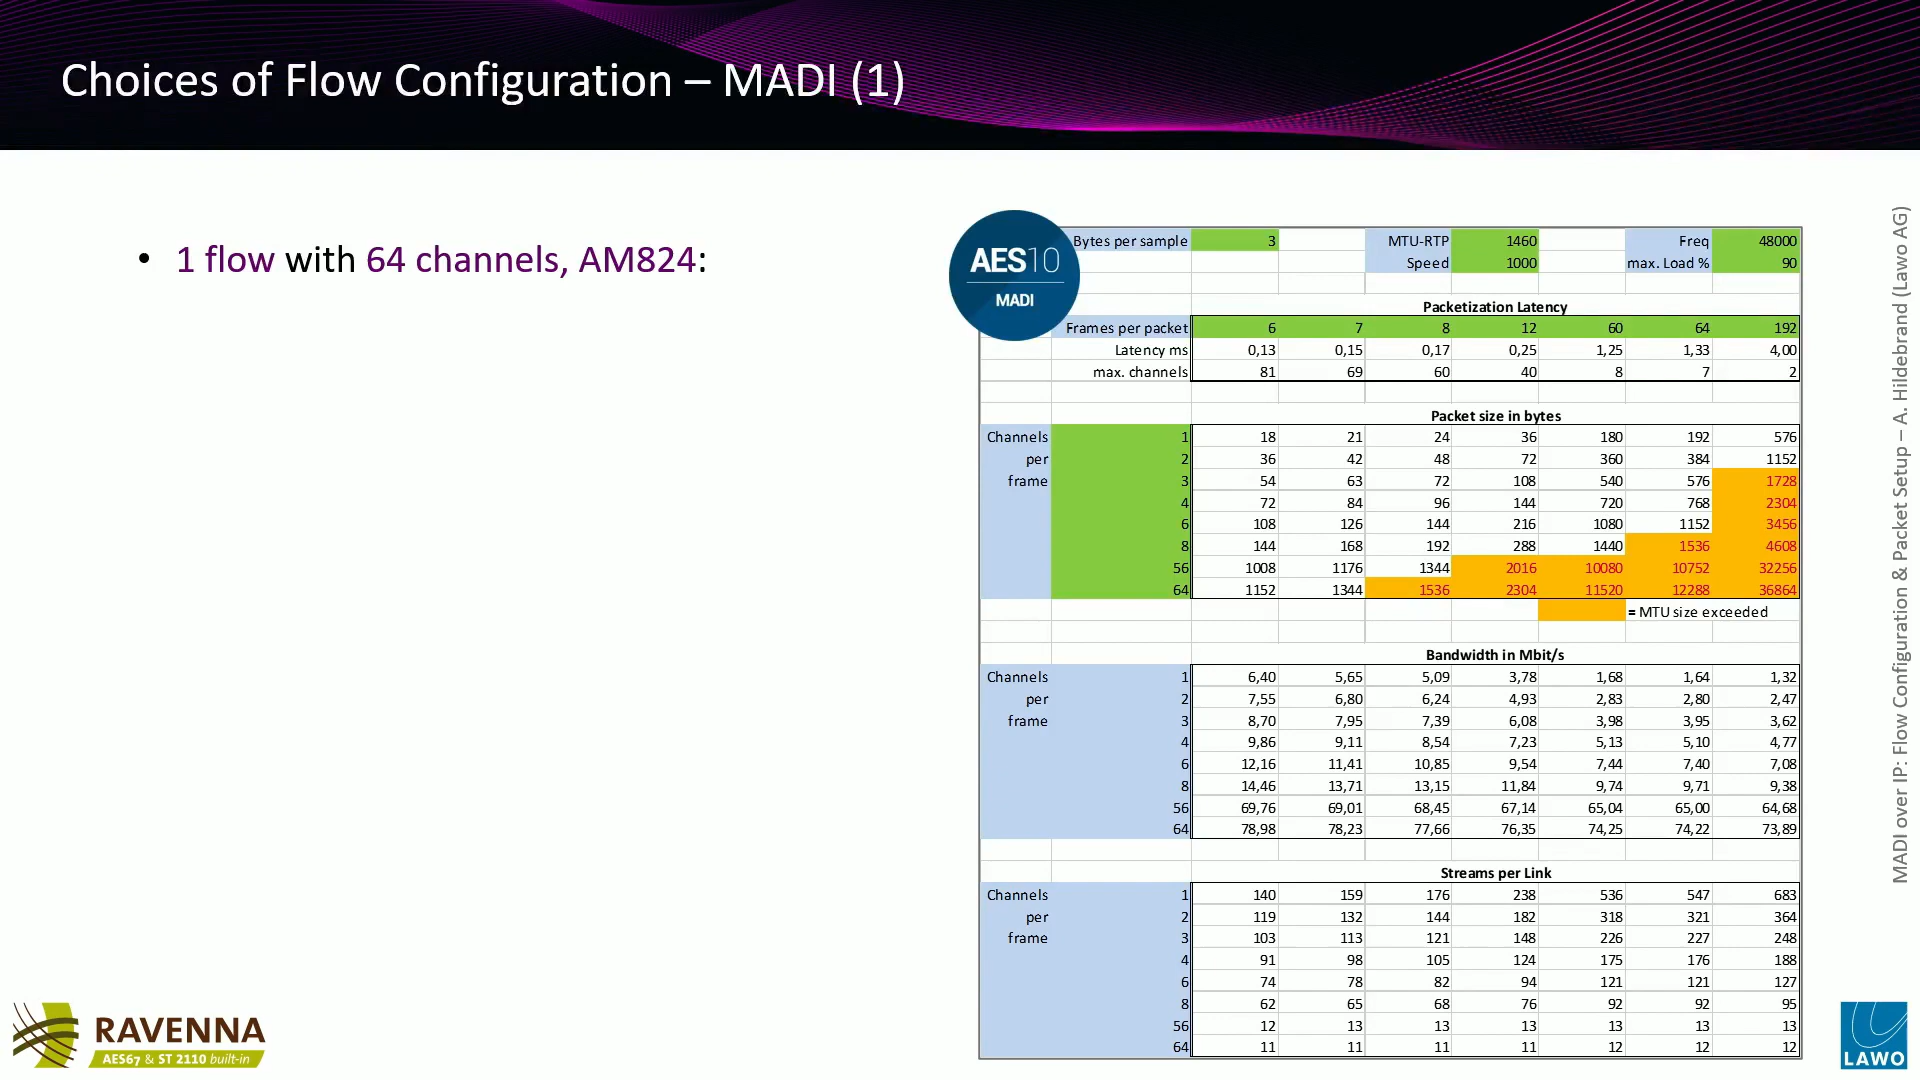 Choices of Flow Configuration – MADI (1)
• 1 flow with 64 channels, AM824:
AES10
MADI
Bytes per sample 3 MTU-RTP 1460 Freq 48000
Speed 1000 max. Load % 90
Packetization Latency
Frames per packet 6 7 8 12 60 64 192
Latency ms 0,13 0,15 0,17 0,25 1,25 1,33 4,00
max. channels 81 69 60 40 8 7 2
Packet size in bytes
Channels 1 18 21 24 36 180 192 576
per 2 36 42 48 72 360 384 1152
frame 3 54 63 72 108 540 576 1728
4 72 84 96 144 720 768 2304
6 108 126 144 216 1080 1152 3456
8 144 168 192 288 1440 1536 4608
56 1008 1176 1344 2016 10080 10752 32256
64 1152 1344 1536 2304 11520 12288 36864
= MTU size exceeded
Bandwidth in Mbit/s
Channels 1 6,40 5,65 5,09 3,78 1,68 1,64 1,32
per 2 7,55 6,80 6,24 4,93 2,83 2,80 2,47
frame 3 8,70 7,95 7,39 6,08 3,98 3,95 3,62
4 9,86 9,11 8,54 7,23 5,13 5,10 4,77
6 12,16 11,41 10,85 9,54 7,44 7,40 7,08
8 14,46 13,71 13,15 11,84 9,74 9,71 9,38
56 69,76 69,01 68,45 67,14 65,04 65,00 64,68
64 78,98 78,23 77,66 76,35 74,25 74,22 73,89
Streams per Link
Channels 1 140 159 176 238 536 547 683
per 2 119 132 144 182 318 321 364
frame 3 103 113 121 148 226 227 248
4 91 98 105 124 175 176 188
6 74 78 82 94 121 121 127
8 62 65 68 76 92 92 95
56 12 13 13 13 13 13 13
64 11 11 11 11 12 12 12
MADI over IP: Flow Configuration & Packet Setup – A. Hildebrand (Lawo AG)
RAVENNA
AES67 & ST 2110 built-in
LAWO